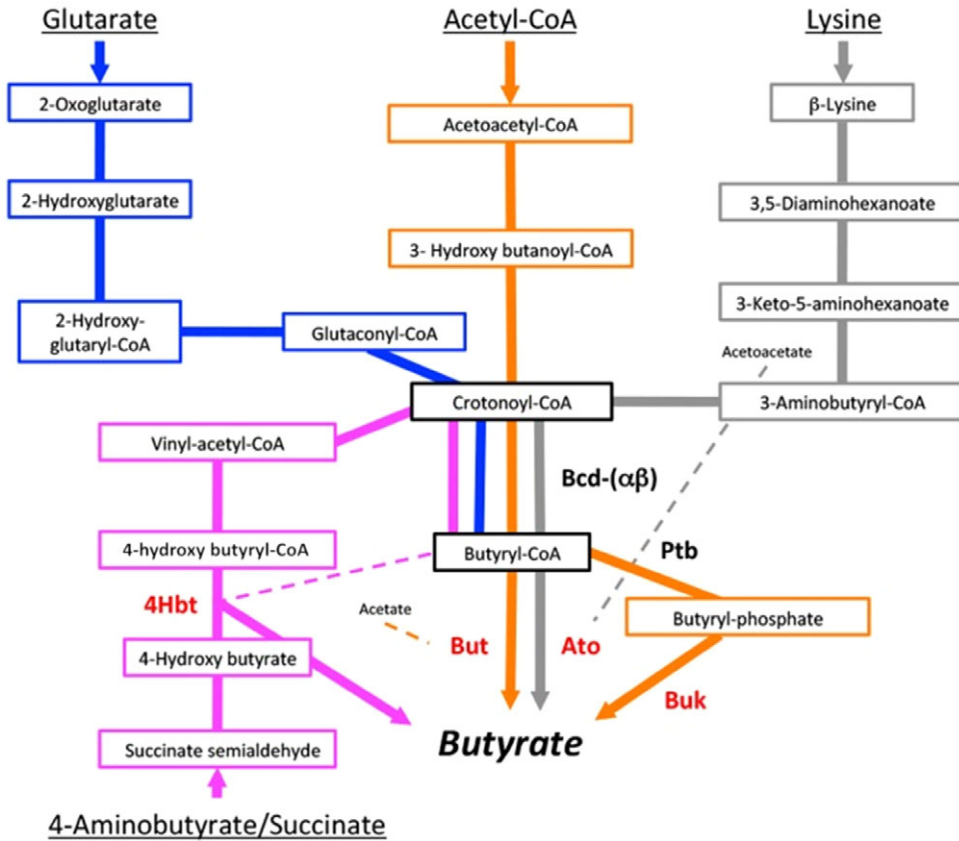 Glutarate
Acetyl-CoA
Lysine
2-Oxoglutarate
Acetoacetyl-CoA
β-Lysine
2-Hydroxyglutarate
3- Hydroxy butanoyl-CoA
3,5-Diaminohexanoate
2-Hydroxy-
glutaryl-CoA
Glutaconyl-CoA
3-Keto-5-aminohexanoate
Acetoacetate
Crotonoyl-CoA
3-Aminobutyryl-CoA
Vinyl-acetyl-CoA
Bcd-(αβ)
4-hydroxy butyryl-CoA
Butyryl-CoA
Ptb
4Hbt
Acetate
But
Ato
Butyryl-phosphate
4-Hydroxy butyrate
Buk
Butyrate
Succinate semialdehyde
4-Aminobutyrate/Succinate